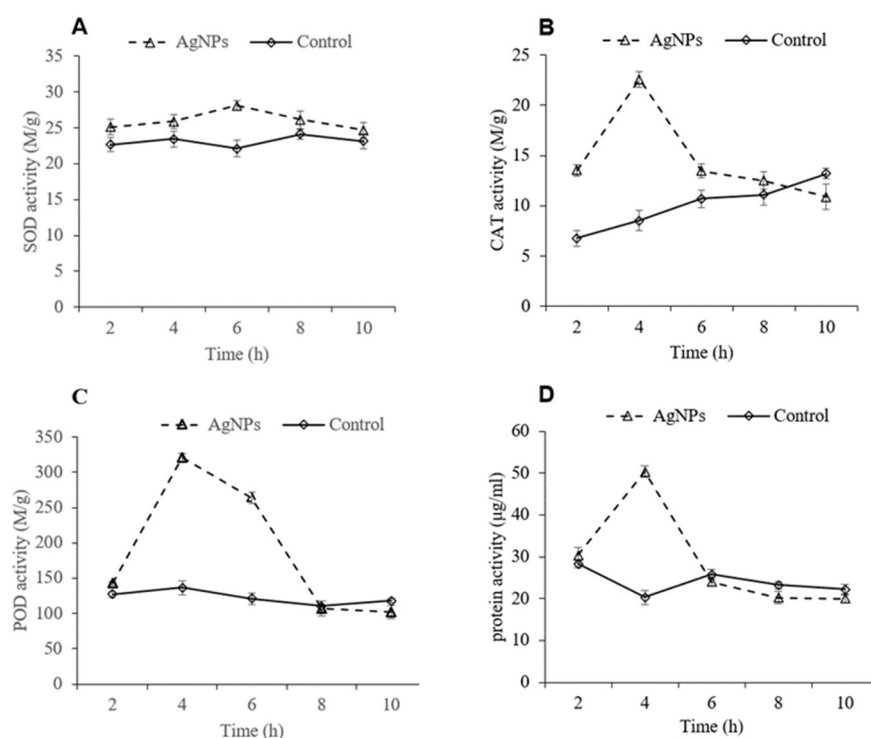 A
AgNPs Control
35
30
25
20
15
10
5
0
SOD activity (M/g)
2 4 6 8 10
Time (h)
B
AgNPs Control
25
20
15
10
5
0
CAT activity (M/g)
2 4 6 8 10
Time (h)
C
AgNPs Control
350
300
250
200
150
100
50
0
POD activity (M/g)
2 4 6 8 10
Time (h)
D
AgNPs Control
60
50
40
30
20
10
0
protein activity (μg/ml)
2 4 6 8 10
Time (h)